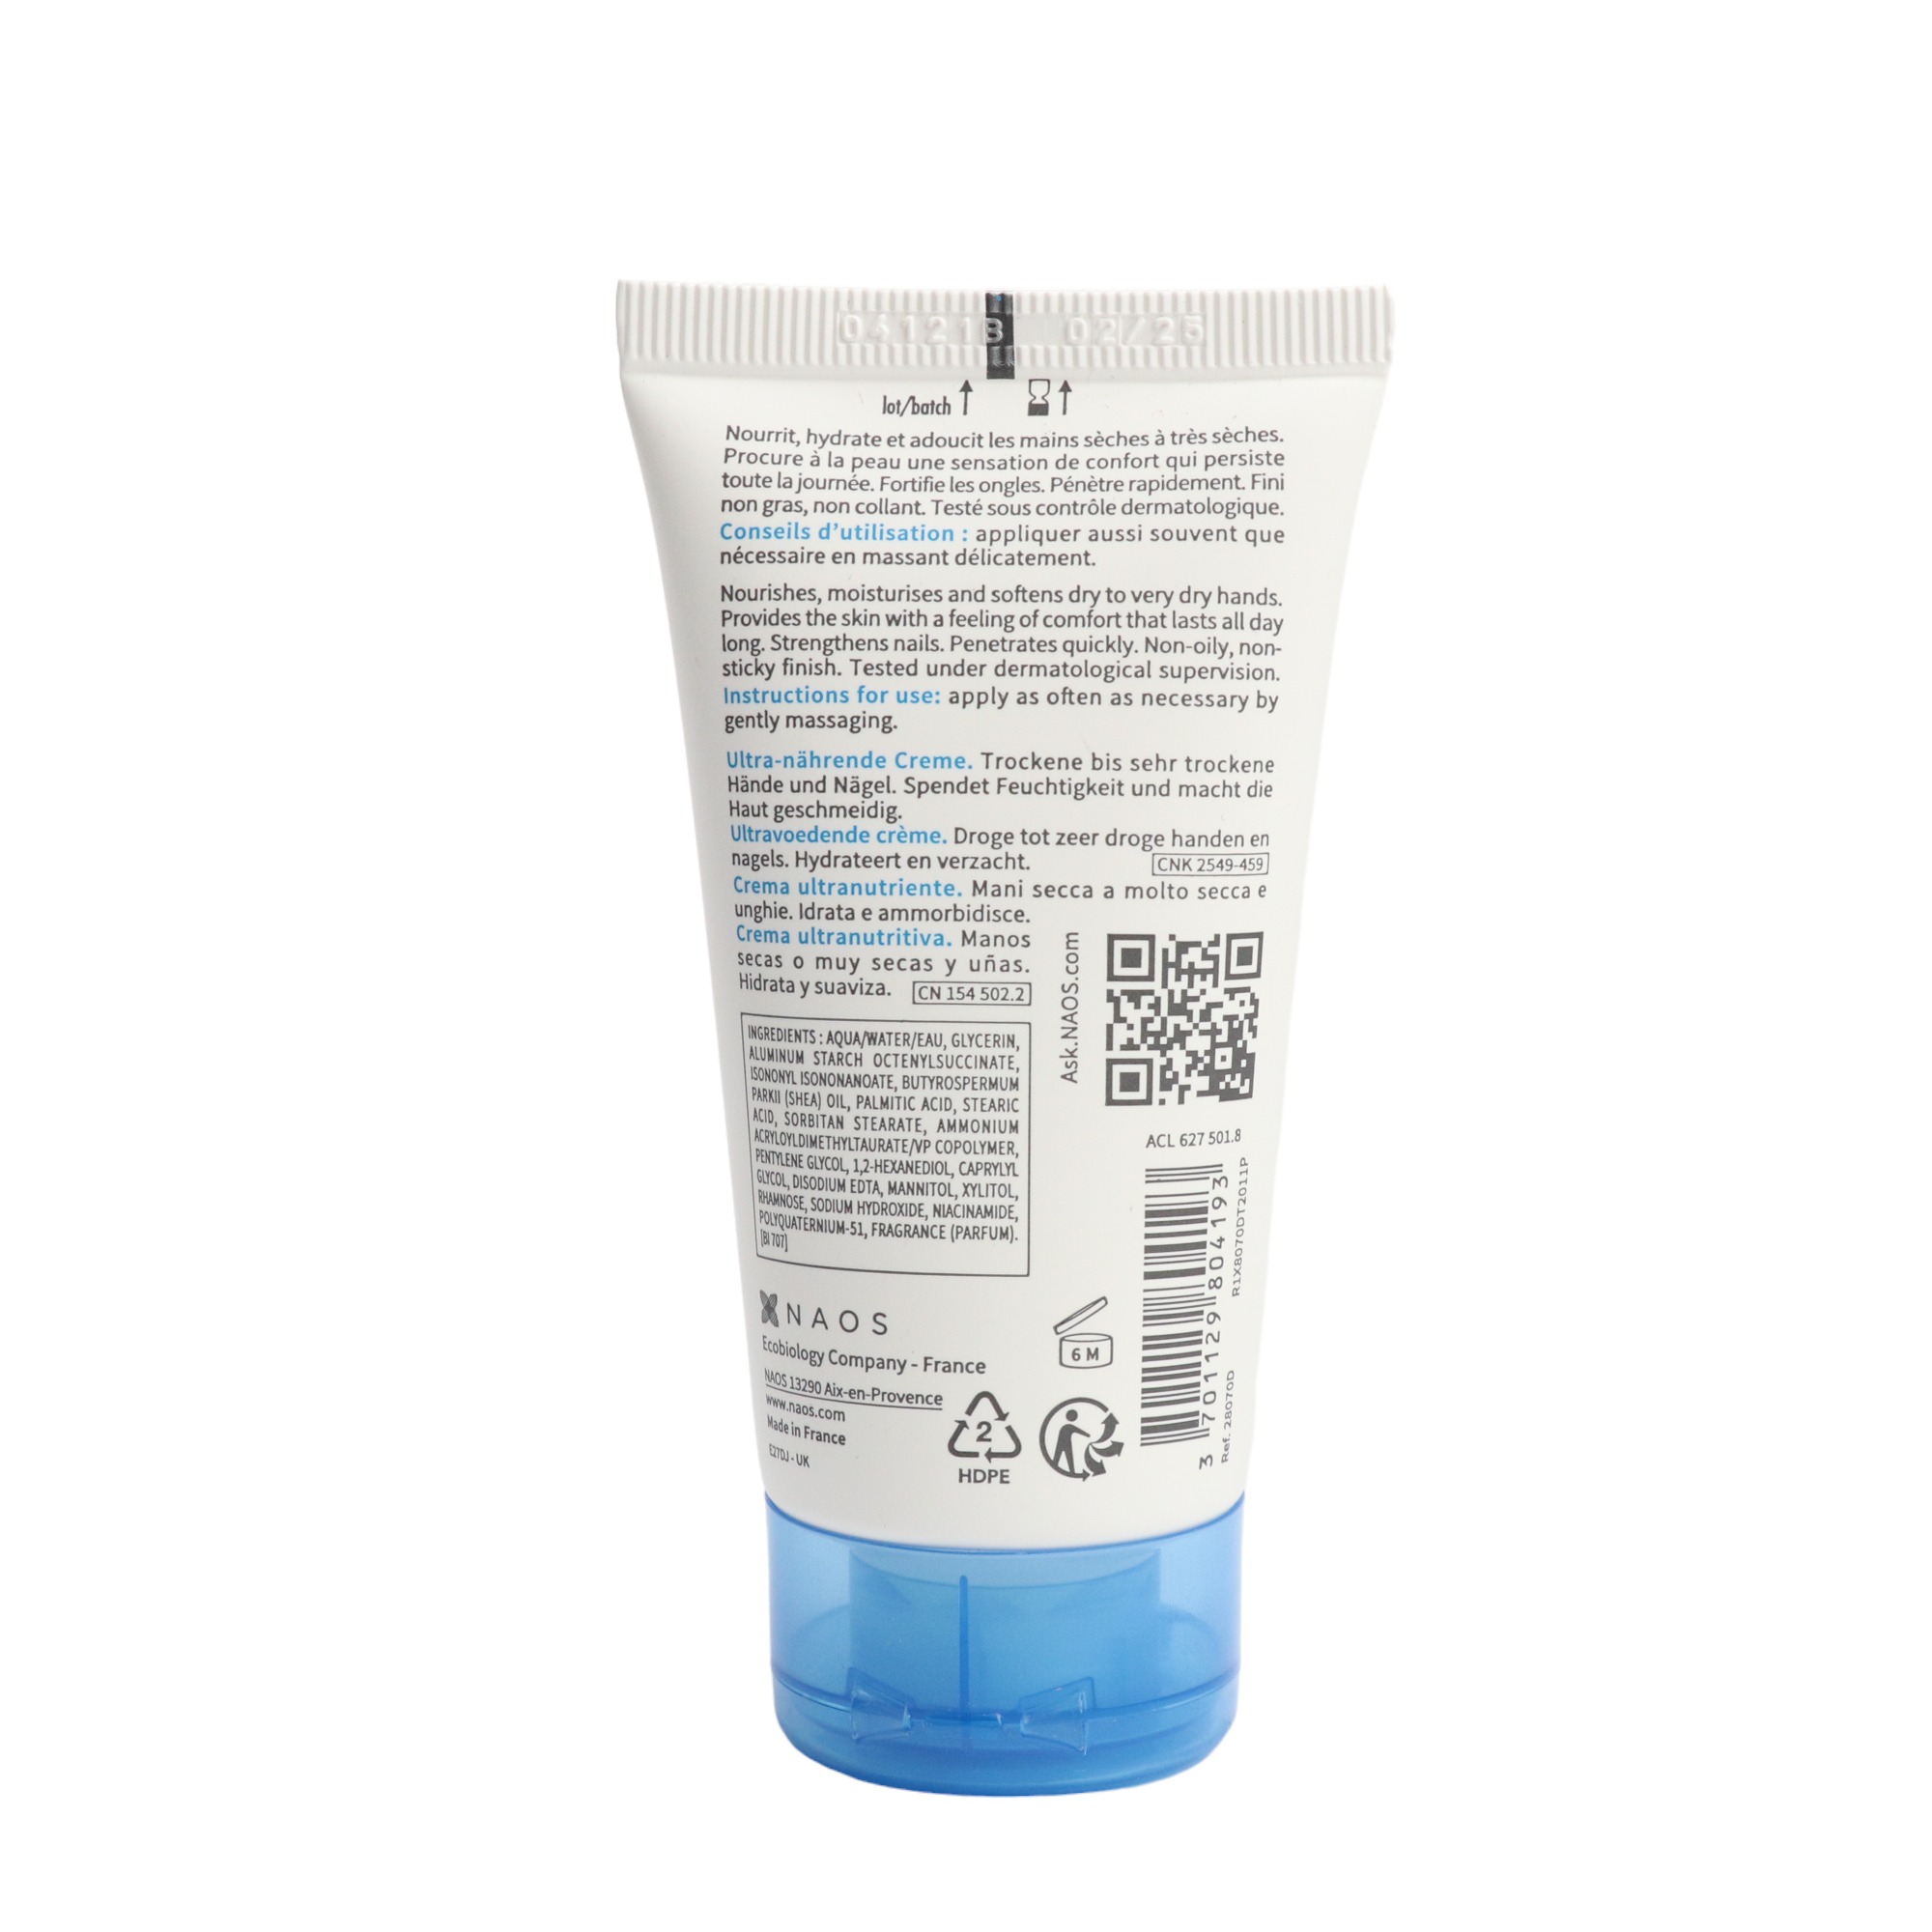 04121B 02/25
lot/batch
Nourrit, hydrate et adoucit les mains sèches à très sèches.
Procure à la peau une sensation de confort qui persiste
toute la journée. Fortifie les ongles. Pénètre rapidement. Fini
non gras, non collant. Testé sous contrôle dermatologique.
Conseils d’utilisation : appliquer aussi souvent que
nécessaire en massant délicatement.
Nourishes, moisturises and softens dry to very dry hands.
Provides the skin with a feeling of comfort that lasts all day
long. Strengthens nails. Penetrates quickly. Non-oily, non-
sticky finish. Tested under dermatological supervision.
Instructions for use: apply as often as necessary by
gently massaging.
Ultra-nährende Creme. Trockene bis sehr trockene
Hände und Nägel. Spendet Feuchtigkeit und macht die
Haut geschmeidig.
Ultravoedende crème. Droge tot zeer droge handen en
nagels. Hydrateert en verzacht. CNK 2549-459
Crema ultranutriente. Mani secca a molto secca e
unghie. Idrata e ammorbidisce.
Crema ultranutritiva. Manos
secas o muy secas y uñas.
Hidrata y suaviza. CN 154 502.2
Ask.NAOS.com
INGREDIENTS : AQUA/WATER/EAU, GLYCERIN,
ALUMINUM STARCH OCTENYLSUCCINATE,
ISONONYL ISONONANOATE, BUTYROSPERMUM
PARKII (SHEA) OIL, PALMITIC ACID, STEARIC
ACID, SORBITAN STEARATE, AMMONIUM
ACRYLOYLDIMETHYLTAURATE/VP COPOLYMER,
PENTYLENE GLYCOL, 1,2-HEXANEDIOL, CAPRYLYL
GLYCOL, DISODIUM EDTA, MANNITOL, XYLITOL,
RHAMNOSE, SODIUM HYDROXIDE, NIACINAMIDE,
POLYQUATERNIUM-51, FRAGRANCE (PARFUM).
[BI 707]
ACL 627 501.8
3 701129 804193
R1X8070DT2011P
Ref. 28070D
NAOS
Ecobiology Company - France
NAOS 13290 Aix-en-Provence
www.naos.com
Made in France
E27DJ - UK
6 M
2
HDPE